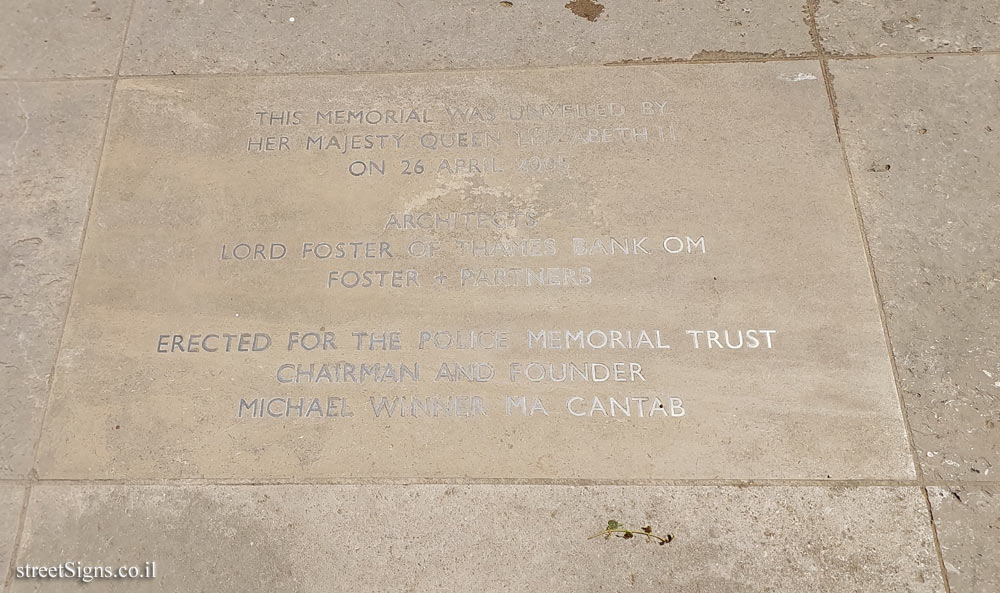 THIS MEMORIAL WAS UNVEILED BY
HER MAJESTY QUEEN ELIZABETH II
ON 26 APRIL 2005
ARCHITECTS
LORD FOSTER OF THAMES BANK OM
FOSTER + PARTNERS
ERECTED FOR THE POLICE MEMORIAL TRUST
CHAIRMAN AND FOUNDER
MICHAEL WINNER MA CANTAB
streetSigns.co.il